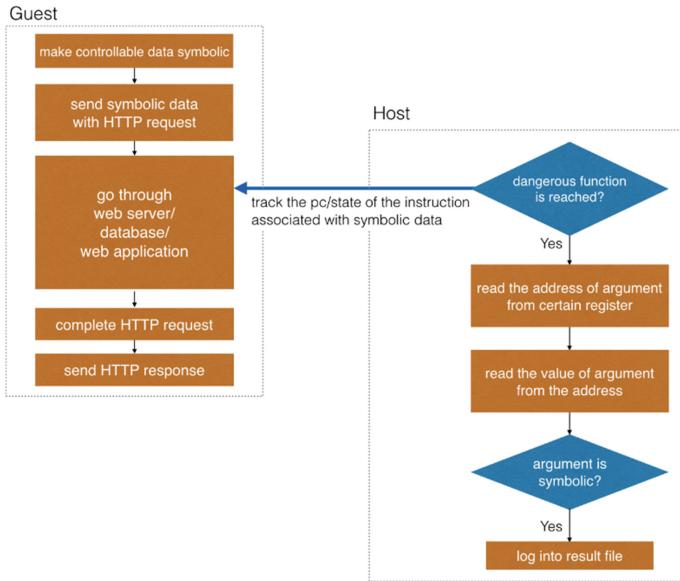 Guest
make controllable data symbolic
send symbolic data
with HTTP request
go through
web server/
database/
web application
complete HTTP request
send HTTP response
track the pc/state of the instruction
associated with symbolic data
Host
dangerous function
is reached?
Yes
read the address of argument
from certain register
read the value of argument
from the address
argument is
symbolic?
Yes
log into result file